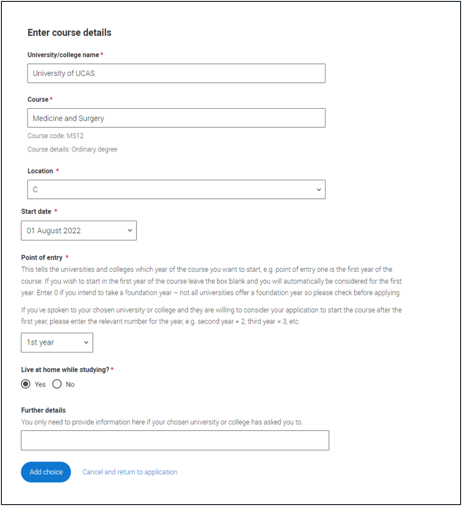 Enter course details
University/college name *
University of UCAS
Course *
Medicine and Surgery
Course code: MS12
Course details: Ordinary degree
Location *
C
Start date *
01 August 2022
Point of entry *
This tells the universities and colleges which year of the course you want to start, e.g. point of entry one is the first year of the
course. If you wish to start in the first year of the course leave the box blank and you will automatically be considered for the first
year. Enter 0 if you intend to take a foundation year – not all universities offer a foundation year so please check before applying.
If you've spoken to your chosen university or college and they are willing to consider your application to start the course after the
first year, please enter the relevant number for the year, e.g. second year = 2, third year = 3, etc
1st year
Live at home while studying? *
Yes No
Further details
You only need to provide information here if your chosen university or college has asked you to
Add choice Cancel and return to application